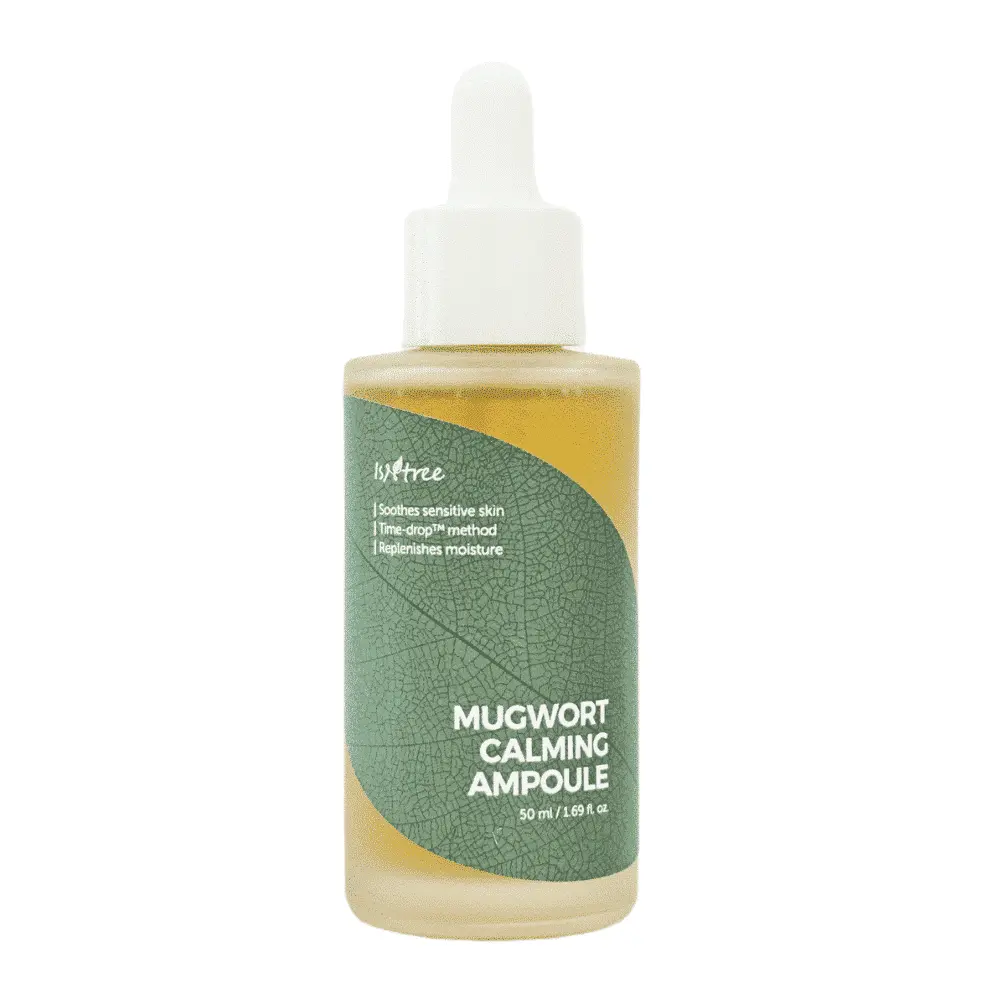 IsNtree
Soothes sensitive skin
Time-drop™ method
Replenishes moisture
MUGWORT
CALMING
AMPOULE
50 ml / 1.69 fl. oz